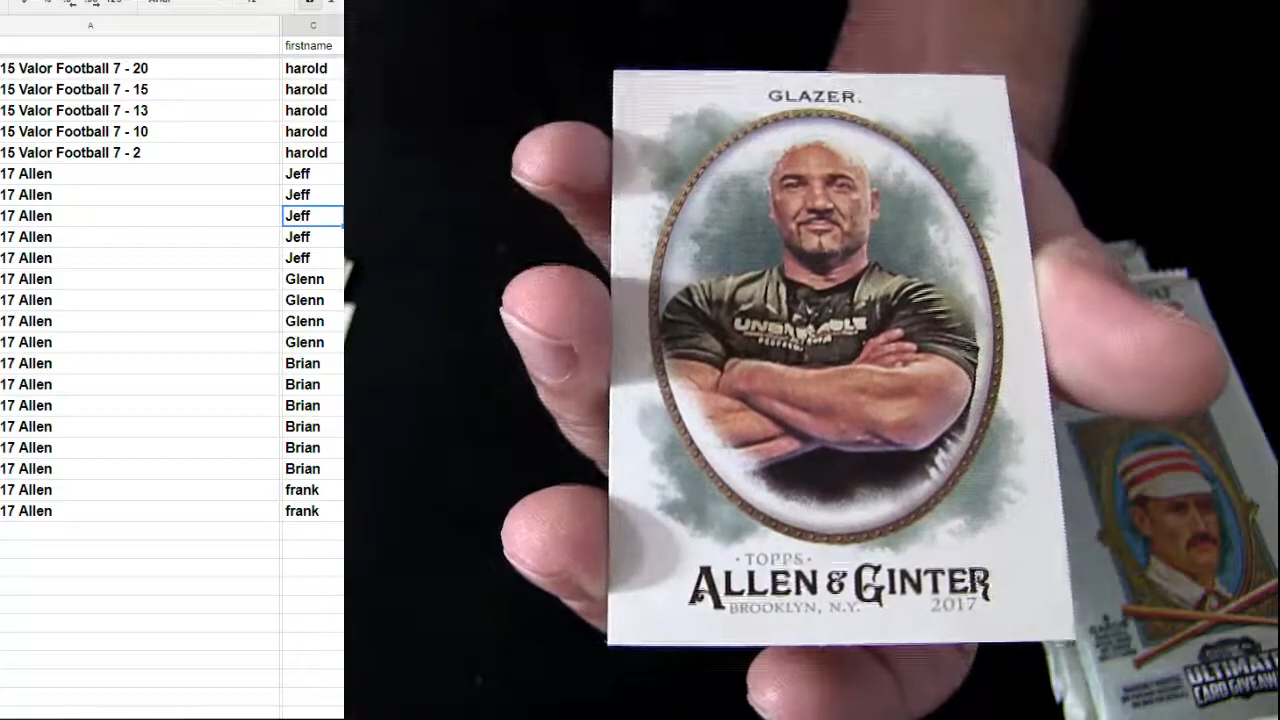 A
C
firstname
15 Valor Football 7 - 20
harold
15 Valor Football 7 - 15
harold
15 Valor Football 7 - 13
harold
15 Valor Football 7 - 10
harold
15 Valor Football 7 - 2
harold
17 Allen
Jeff
17 Allen
Jeff
17 Allen
Jeff
17 Allen
Jeff
17 Allen
Jeff
17 Allen
Glenn
17 Allen
Glenn
17 Allen
Glenn
17 Allen
Glenn
17 Allen
Brian
17 Allen
Brian
17 Allen
Brian
17 Allen
Brian
17 Allen
Brian
17 Allen
Brian
17 Allen
frank
17 Allen
frank
GLAZER.
·TOPPS·
ALLEN & GINTER
BROOKLYN, N.Y. 2017
CARD